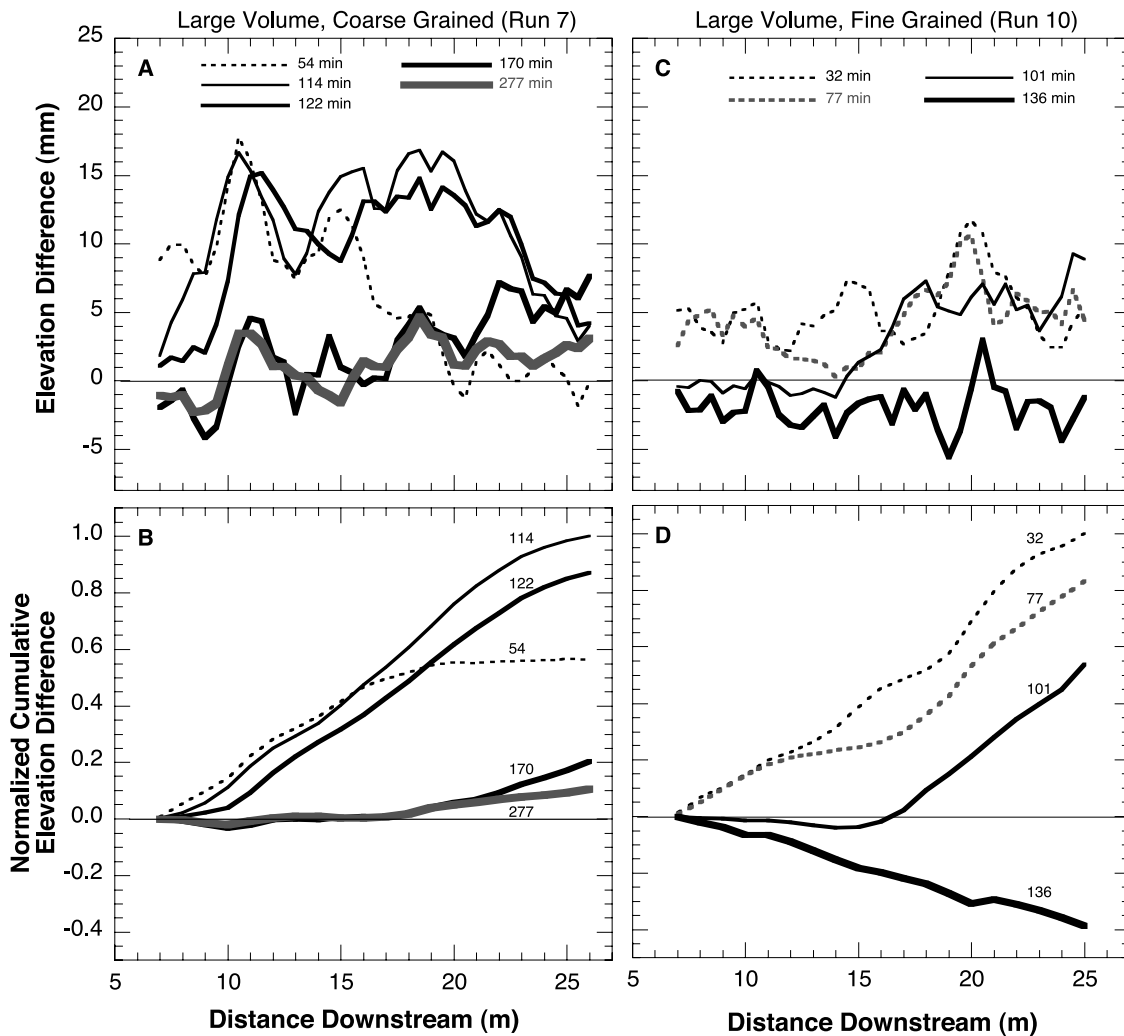 Large Volume, Coarse Grained (Run 7)
Large Volume, Fine Grained (Run 10)
A
54 min
114 min
122 min
170 min
277 min
C
32 min
77 min
101 min
136 min
Elevation Difference (mm)
25
20
15
10
5
0
-5
B
114
122
54
170
277
D
32
77
101
136
Normalized Cumulative
Elevation Difference
1.0
0.8
0.6
0.4
0.2
0.0
-0.2
-0.4
5
10
15
20
25
5
10
15
20
25
Distance Downstream (m)
Distance Downstream (m)